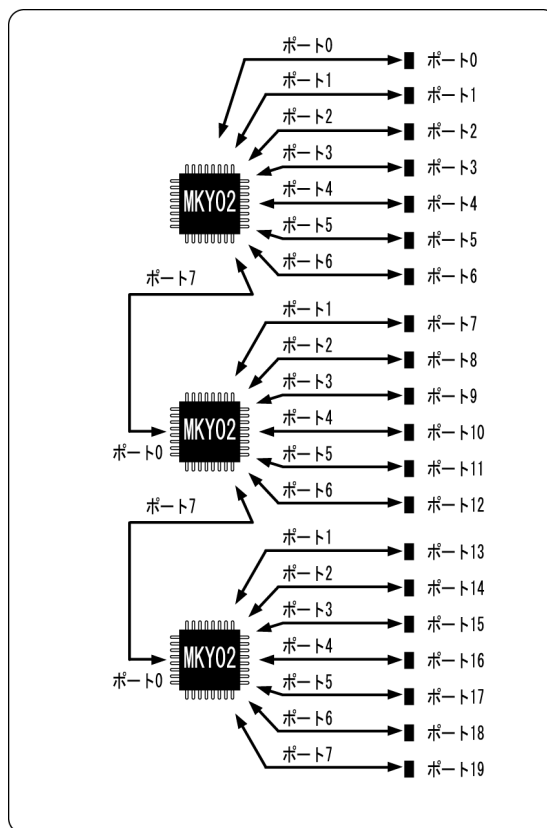 ポート0 ポート0
ポート1 ポート1
ポート2 ポート2
ポート3 ポート3
MKY02
ポート4 ポート4
ポート5 ポート5
ポート6 ポート6
ポート7
ポート1 ポート7
ポート2 ポート8
ポート3 ポート9
MKY02
ポート4 ポート10
ポート0
ポート5 ポート11
ポート6 ポート12
ポート7
ポート1 ポート13
ポート2 ポート14
ポート3 ポート15
MKY02
ポート4 ポート16
ポート0
ポート5 ポート17
ポート6 ポート18
ポート7 ポート19